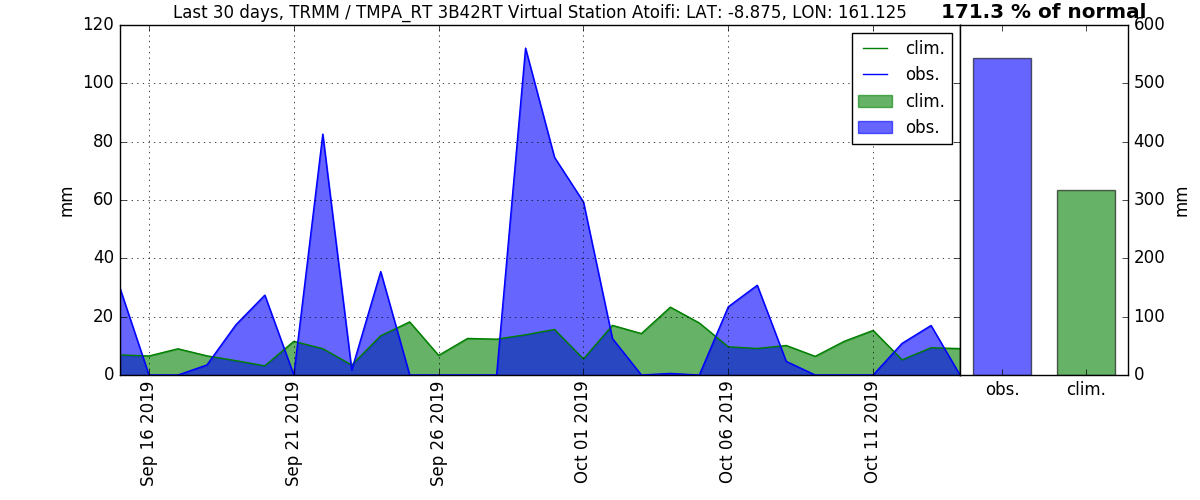 Last 30 days, TRMM / TMPA_RT 3B42RT Virtual Station Atoifi: LAT: -8.875, LON: 161.125
171.3 % of normal
120
100
80
60
40
20
0
mm
clim.
obs.
clim.
obs.
600
500
400
300
200
100
0
mm
Sep 16 2019
Sep 21 2019
Sep 26 2019
Oct 01 2019
Oct 06 2019
Oct 11 2019
obs.
clim.